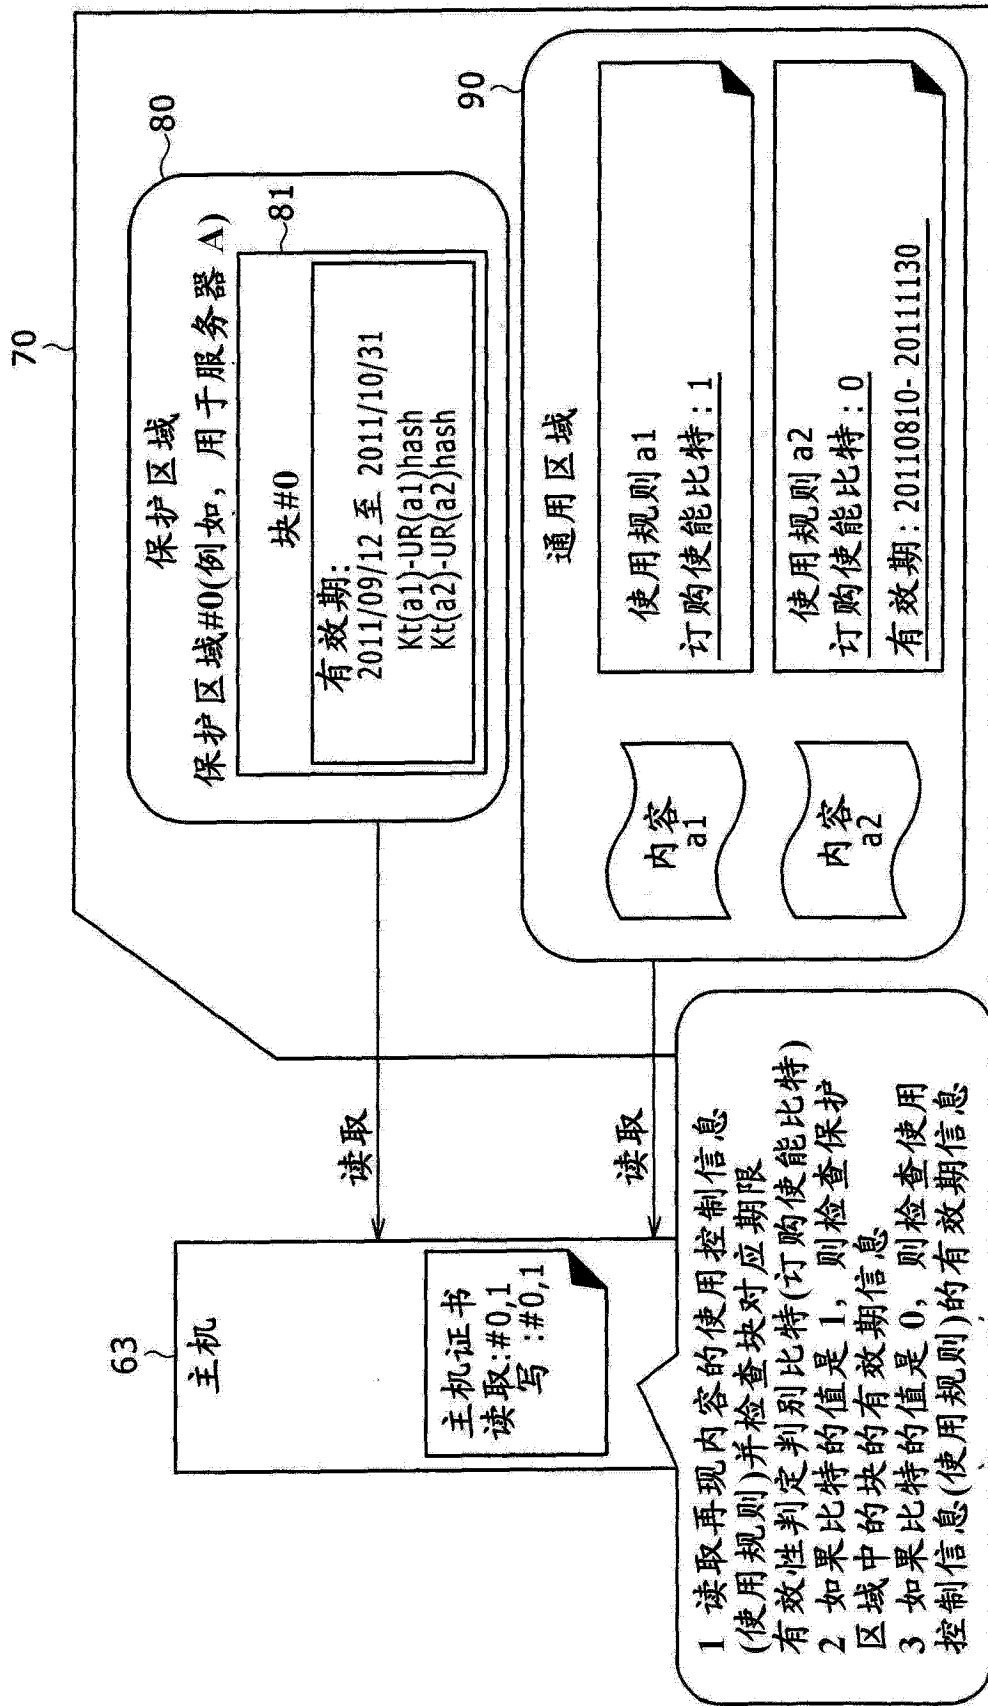 70
80
保护区域
保护区域#0(例如，用于服务器 A)
81
块#0
有效期:
2011/09/12 至 2011/10/31
Kt(a1)-UR(a1)hash
Kt(a2)-UR(a2)hash
90
通用区域
使用规则a1
订购使能比特:1
使用规则a2
订购使能比特:0
有效期:20110810-20111130
内容
a1
内容
a2
读取
读取
63
主机
主机证书
读取:#0,1
写 :#0,1
1 读取再现内容的使用控制信息
(使用规则)并检查块对应期限
有效性判定判别比特(订购使能比特)
2 如果比特的值是 1，则检查保护
区域中的块的有效期信息
3 如果比特的值是 0，则检查使用
控制信息(使用规则)的有效期信息